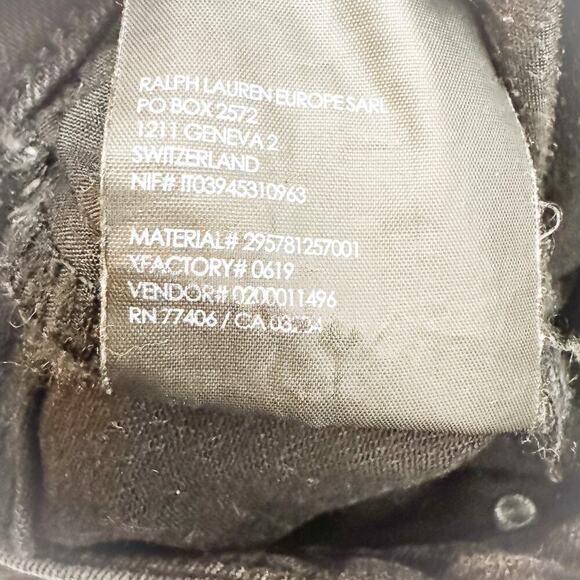 RALPH LAUREN EUROPE SARL
PO BOX 2572
1211 GENEVA 2
SWITZERLAND
NIF# IT03945310963
MATERIAL# 295781257001
XFACTORY# 0619
VENDOR# 0200011496
RN 77406 / CA